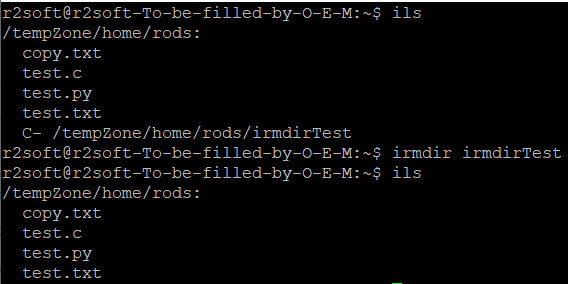 r2soft@r2soft-To-be-filled-by-O-E-M:~$ ils
/tempZone/home/rods:
  copy.txt
  test.c
  test.py
  test.txt
  C- /tempZone/home/rods/irmdirTest
r2soft@r2soft-To-be-filled-by-O-E-M:~$ irmdir irmdirTest
r2soft@r2soft-To-be-filled-by-O-E-M:~$ ils
/tempZone/home/rods:
  copy.txt
  test.c
  test.py
  test.txt